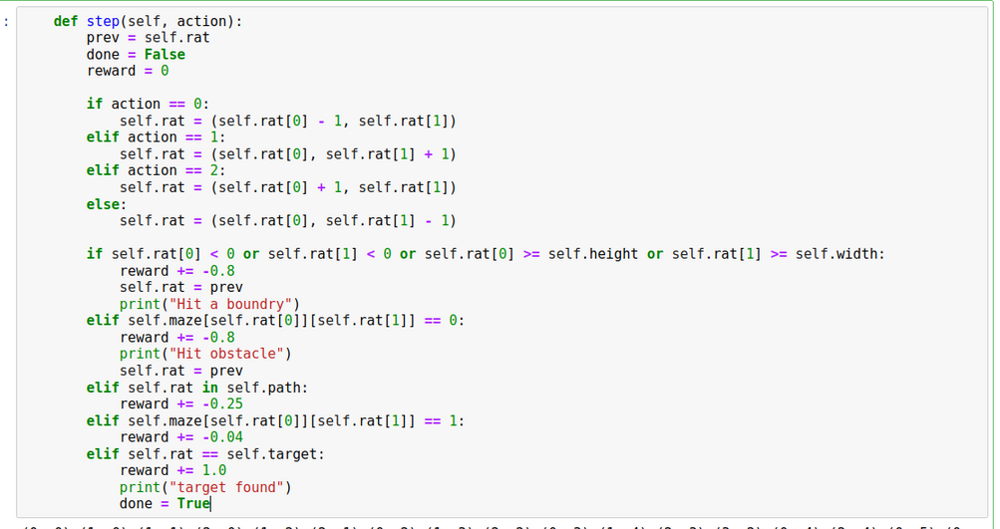 :
def step(self, action):
    prev = self.rat
    done = False
    reward = 0
    if action == 0:
        self.rat = (self.rat[0] - 1, self.rat[1])
    elif action == 1:
        self.rat = (self.rat[0], self.rat[1] + 1)
    elif action == 2:
        self.rat = (self.rat[0] + 1, self.rat[1])
    else:
        self.rat = (self.rat[0], self.rat[1] - 1)
    if self.rat[0] < 0 or self.rat[1] < 0 or self.rat[0] >= self.height or self.rat[1] >= self.width:
        reward += -0.8
        self.rat = prev
        print("Hit a boundry")
    elif self.maze[self.rat[0]][self.rat[1]] == 0:
        reward += -0.8
        print("Hit obstacle")
        self.rat = prev
    elif self.rat in self.path:
        reward += -0.25
    elif self.maze[self.rat[0]][self.rat[1]] == 1:
        reward += -0.04
    elif self.rat == self.target:
        reward += 1.0
        print("target found")
        done = True